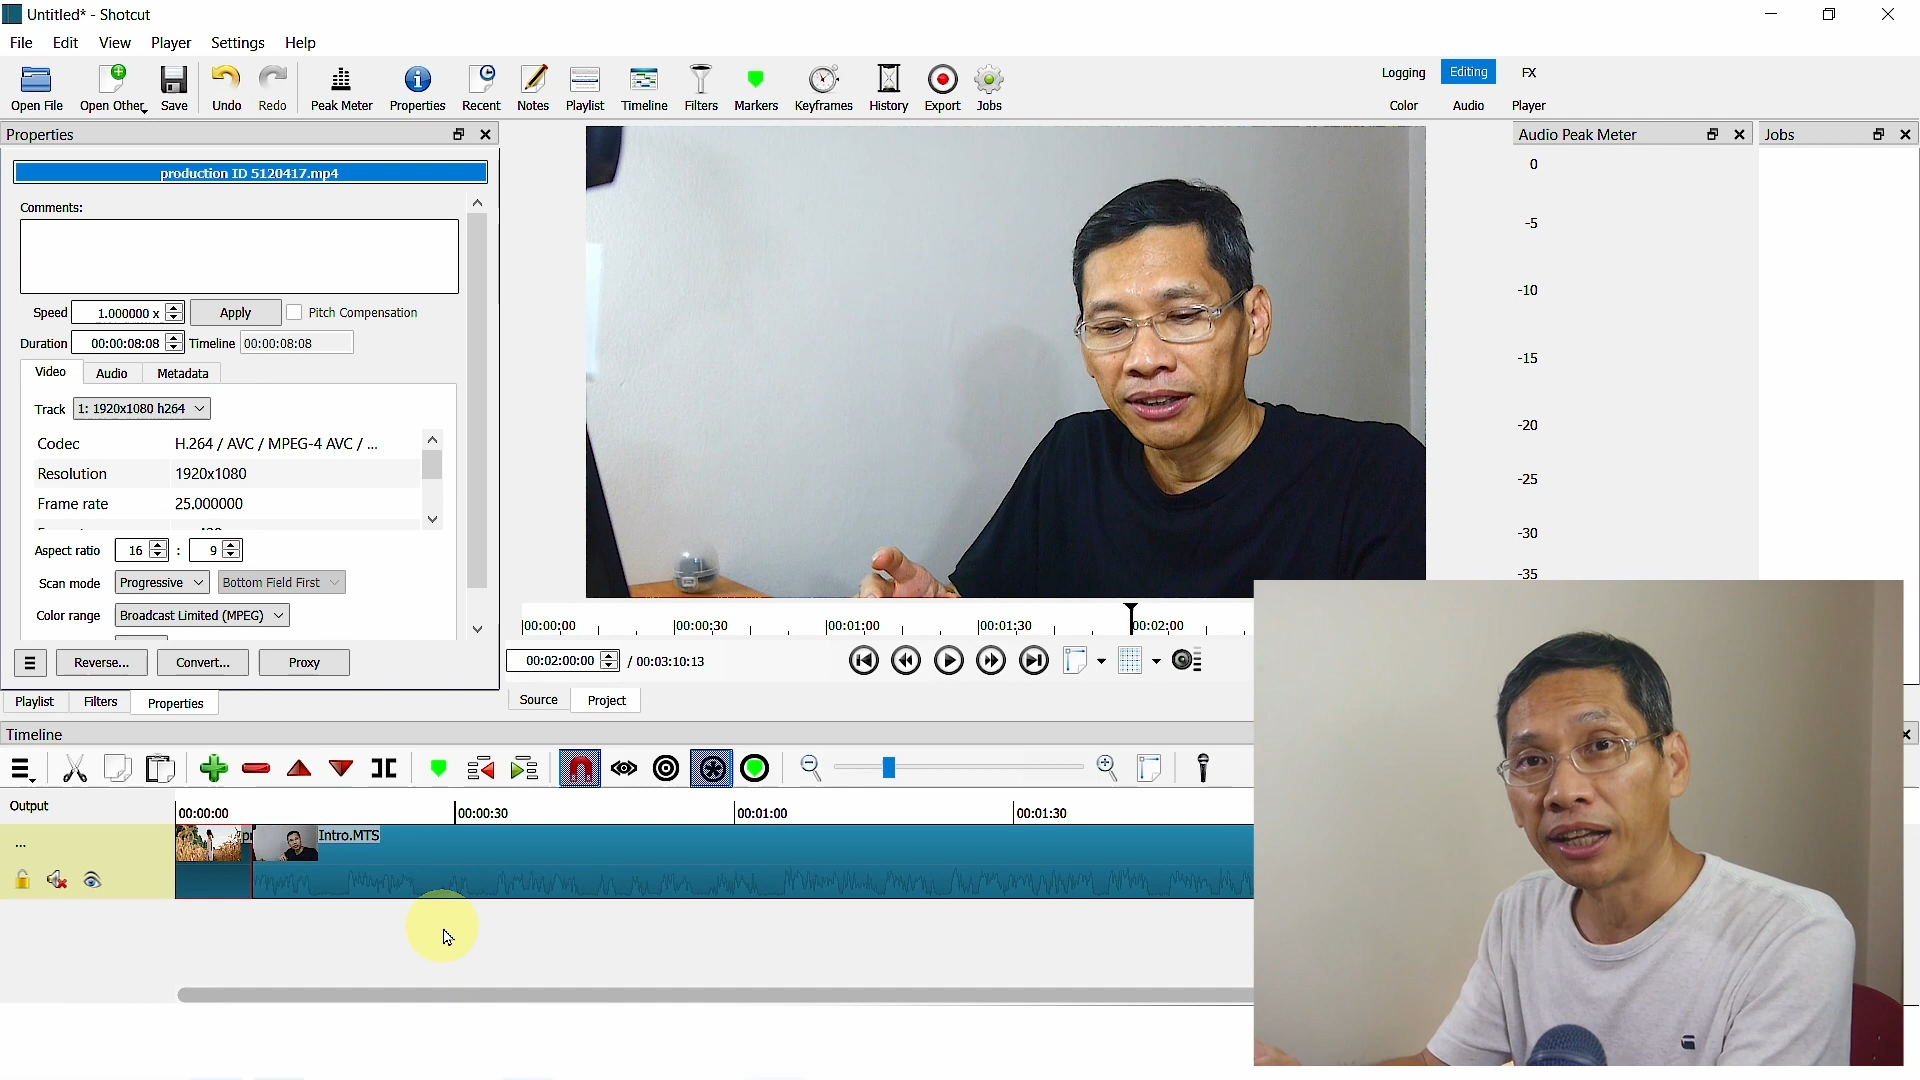 Untitled* - Shotcut
File Edit View Player Settings Help
Open File Open Other Save Undo Redo Peak Meter Properties Recent Notes Playlist Timeline Filters Markers Keyframes History Export Jobs
Logging Editing FX
Color Audio Player
Properties
Audio Peak Meter
Jobs
production ID 5120417.mp4
Comments:
Speed 1.000000 x Apply Pitch Compensation
Duration 00:00:08:08 Timeline 00:00:08:08
Video Audio Metadata
Track 1: 1920x1080 h264
Codec H.264 / AVC / MPEG-4 AVC / ...
Resolution 1920x1080
Frame rate 25.000000
Aspect ratio 16 : 9
Scan mode Progressive Bottom Field First
Color range Broadcast Limited (MPEG)
Reverse... Convert... Proxy
Playlist Filters Properties
0
-5
-10
-15
-20
-25
-30
-35
00:00:00 00:00:30 00:01:00 00:01:30 00:02:00
00:02:00:00 / 00:03:10:13
Source Project
Timeline
Output
00:00:00 00:00:30 00:01:00 00:01:30
Intro.MTS
...